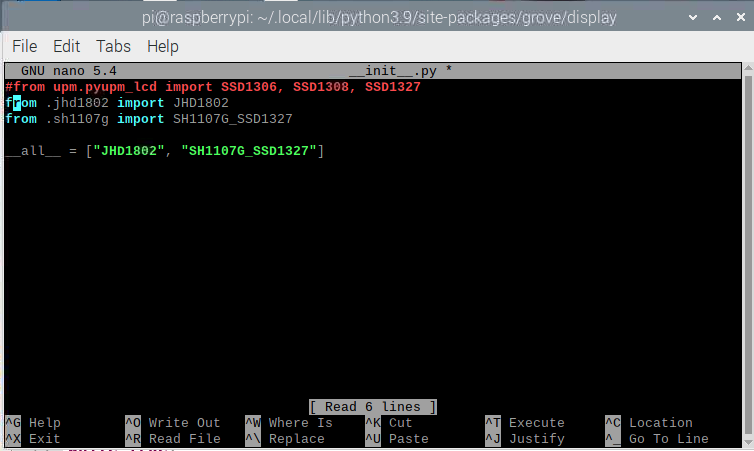 pi@raspberrypi: ~/.local/lib/python3.9/site-packages/grove/display
File Edit Tabs Help
GNU nano 5.4 __init__.py *
#from upm.pyupm_lcd import SSD1306, SSD1308, SSD1327
from .jhd1802 import JHD1802
from .sh1107g import SH1107G_SSD1327
__all__ = ["JHD1802", "SH1107G_SSD1327"]
[ Read 6 lines ]
^G Help ^O Write Out ^W Where Is ^K Cut ^T Execute ^C Location
^X Exit ^R Read File ^\ Replace ^U Paste ^J Justify ^_ Go To Line